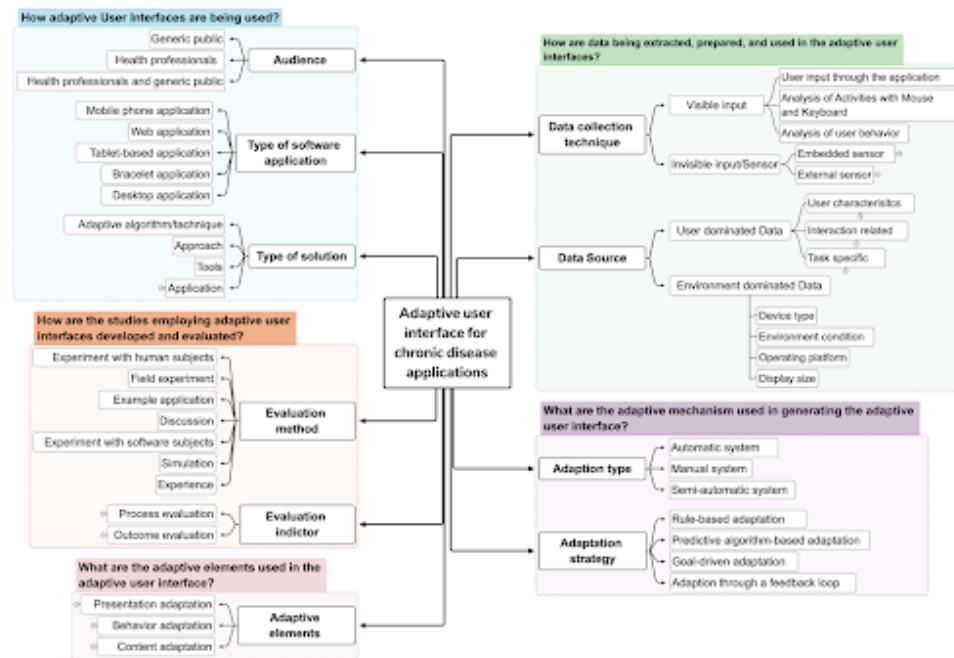 How adaptive User Interfaces are being used?
Generic public
Health professionals
Health professionals and generic public
Audience
Mobile phone application
Web application
Tablet-based application
Bracelet application
Desktop application
Type of software
application
Adaptive algorithm/technique
Approach
Tools
Application
Type of solution
How are the studies employing adaptive user
interfaces developed and evaluated?
Experiment with human subjects
Field experiment
Example application
Discussion
Experiment with software subjects
Simulation
Experience
Evaluation
method
Process evaluation
Outcome evaluation
Evaluation
indictor
What are the adaptive elements used in the
adaptive user interface?
Presentation adaptation
Behavior adaptation
Content adaptation
Adaptive
elements
Adaptive user
interface for
chronic disease
applications
How are data being extracted, prepared, and used in the adaptive user
interfaces?
Data collection
technique
Visible input
User input through the application
Analysis of Activities with Mouse
and Keyboard
Analysis of user behavior
Invisible input/Sensor
Embedded sensor
External sensor
Data Source
User dominated Data
User characterisitcs
Interaction related
Task specific
Environment dominated Data
Device type
Environment condition
Operating platform
Display size
What are the adaptive mechanism used in generating the adaptive
user interface?
Adaption type
Automatic system
Manual system
Semi-automatic system
Adaptation
strategy
Rule-based adaptation
Predictive algorithm-based adaptation
Goal-driven adaptation
Adaption through a feedback loop